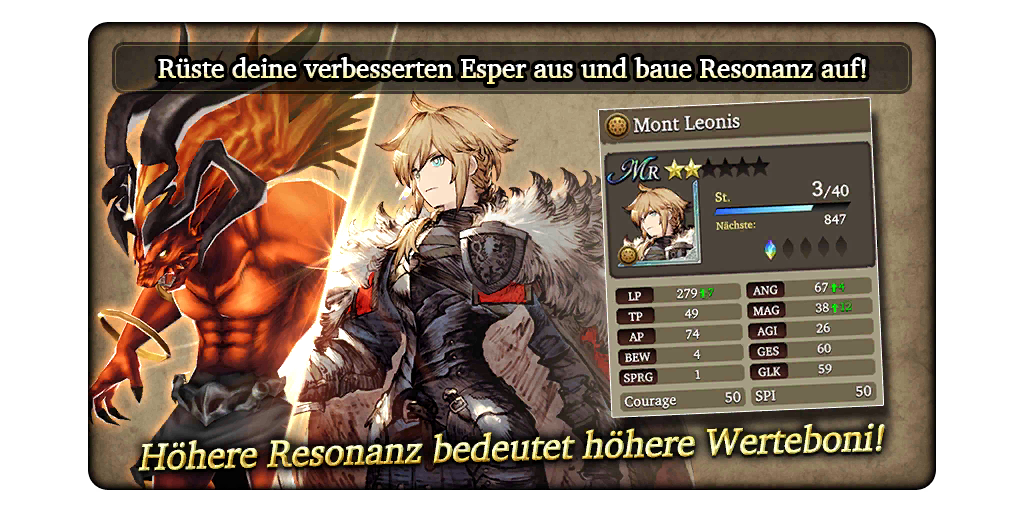 Rüste deine verbesserten Esper aus und baue Resonanz auf!
Mont Leonis
MR
St. 3/40
Nächste: 847
LP 279 7 ANG 67 4
TP 49 MAG 38 12
AP 74 AGI 26
BEW 4 GES 60
SPRG 1 GLK 59
Courage 50 SPI 50
Höhere Resonanz bedeutet höhere Werteboni!